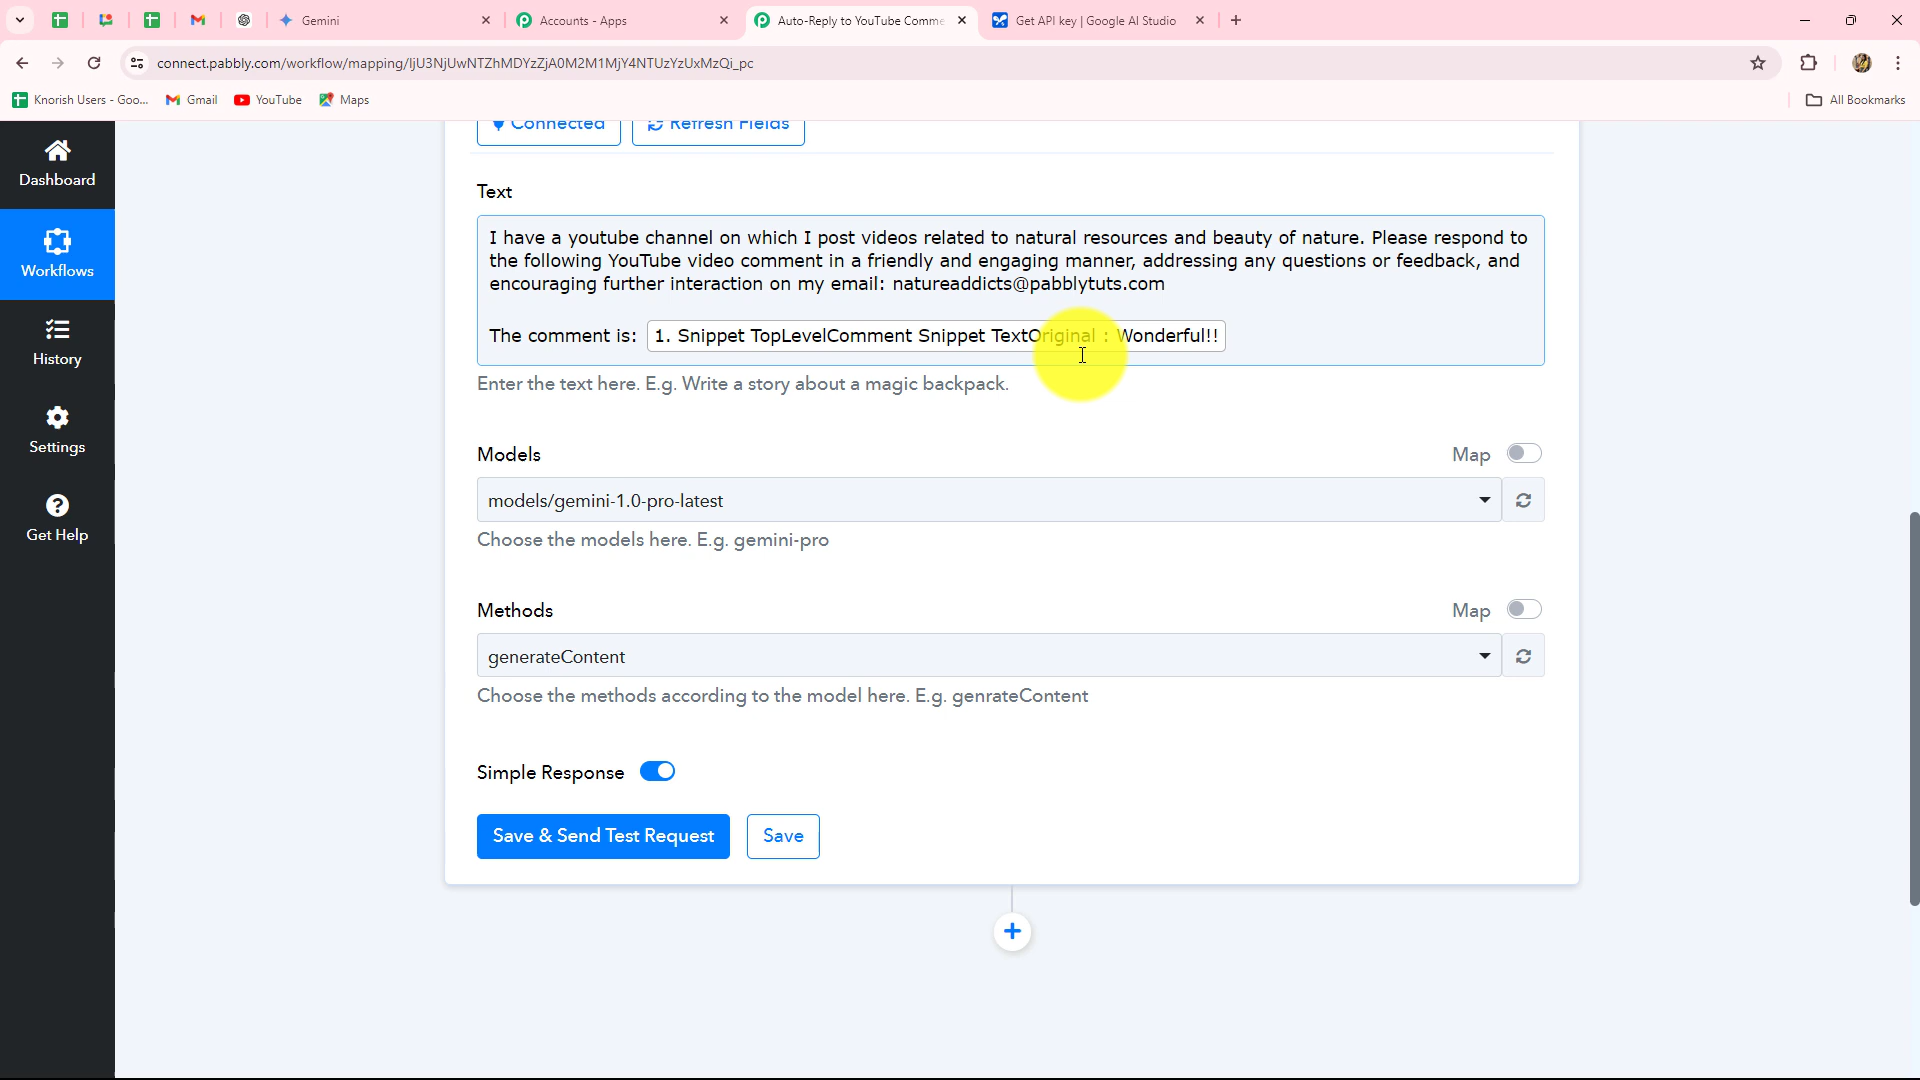 Gemini
Accounts - Apps
Auto-Reply to YouTube Comme
Get API key | Google AI Studio
connect.pabbly.com/workflow/mapping/IjU3NjUwNTZhMDYzZjA0M2M1MjY4NTUzYzUxMzQi_pc
Knorish Users - Goo...
Gmail
YouTube
Maps
All Bookmarks
Dashboard
Workflows
History
Settings
Get Help
Connected
Refresh Fields
Text
I have a youtube channel on which I post videos related to natural resources and beauty of nature. Please respond to
the following YouTube video comment in a friendly and engaging manner, addressing any questions or feedback, and
encouraging further interaction on my email: natureaddicts@pabblytuts.com
The comment is: 1. Snippet TopLevelComment Snippet TextOriginal : Wonderful!!
Enter the text here. E.g. Write a story about a magic backpack.
Models
Map
models/gemini-1.0-pro-latest
Choose the models here. E.g. gemini-pro
Methods
Map
generateContent
Choose the methods according to the model here. E.g. genrateContent
Simple Response
Save & Send Test Request
Save